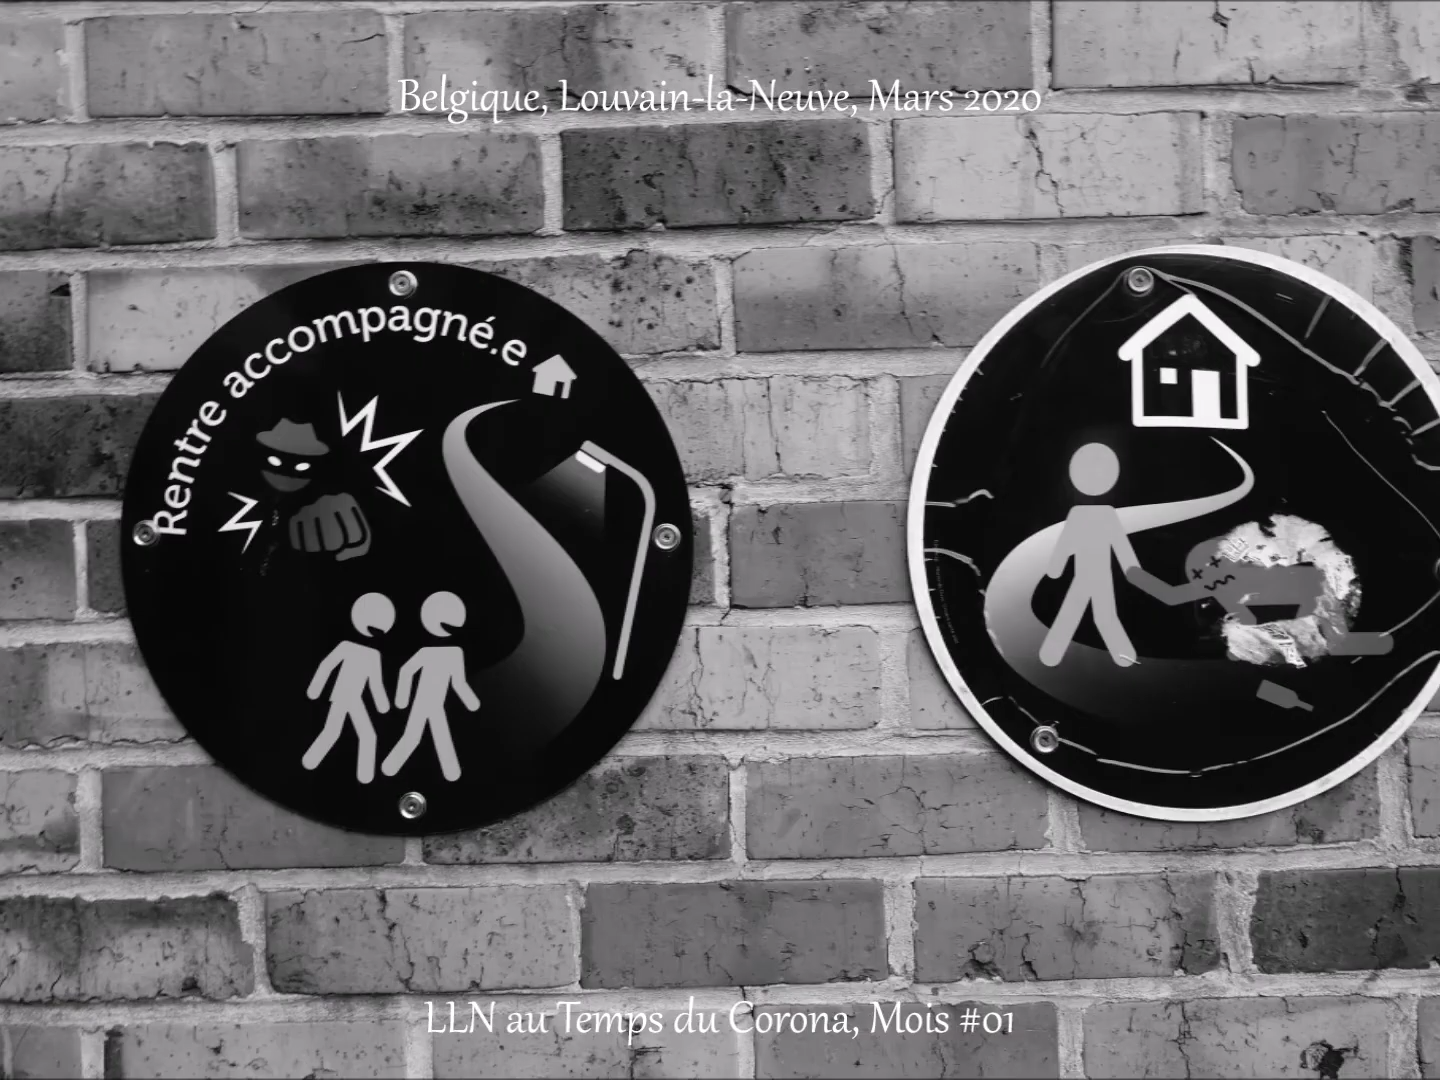 Belgique, Louvain-la-Neuve, Mars 2020
Rentre accompagné.e
LLN au Temps du Corona, Mois #01